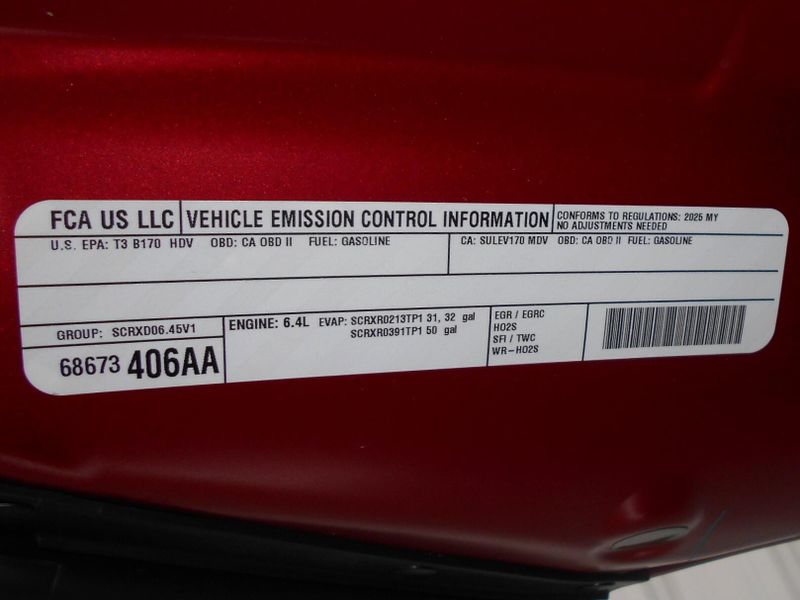 FCA US LLC VEHICLE EMISSION CONTROL INFORMATION CONFORMS TO REGULATIONS: 2025 MY
NO ADJUSTMENTS NEEDED
U.S. EPA: T3 B170 HDV OBD: CA OBD II FUEL: GASOLINE CA: SULEV170 MDV OBD: CA OBD II FUEL: GASOLINE
GROUP: SCRXD06.45V1
68673 406AA
ENGINE: 6.4L EVAP: SCRXR0213TP1 31, 32 gal
SCRXR0391TP1 50 gal
EGR / EGRC
HO2S
SFI / TWC
WR-HO2S